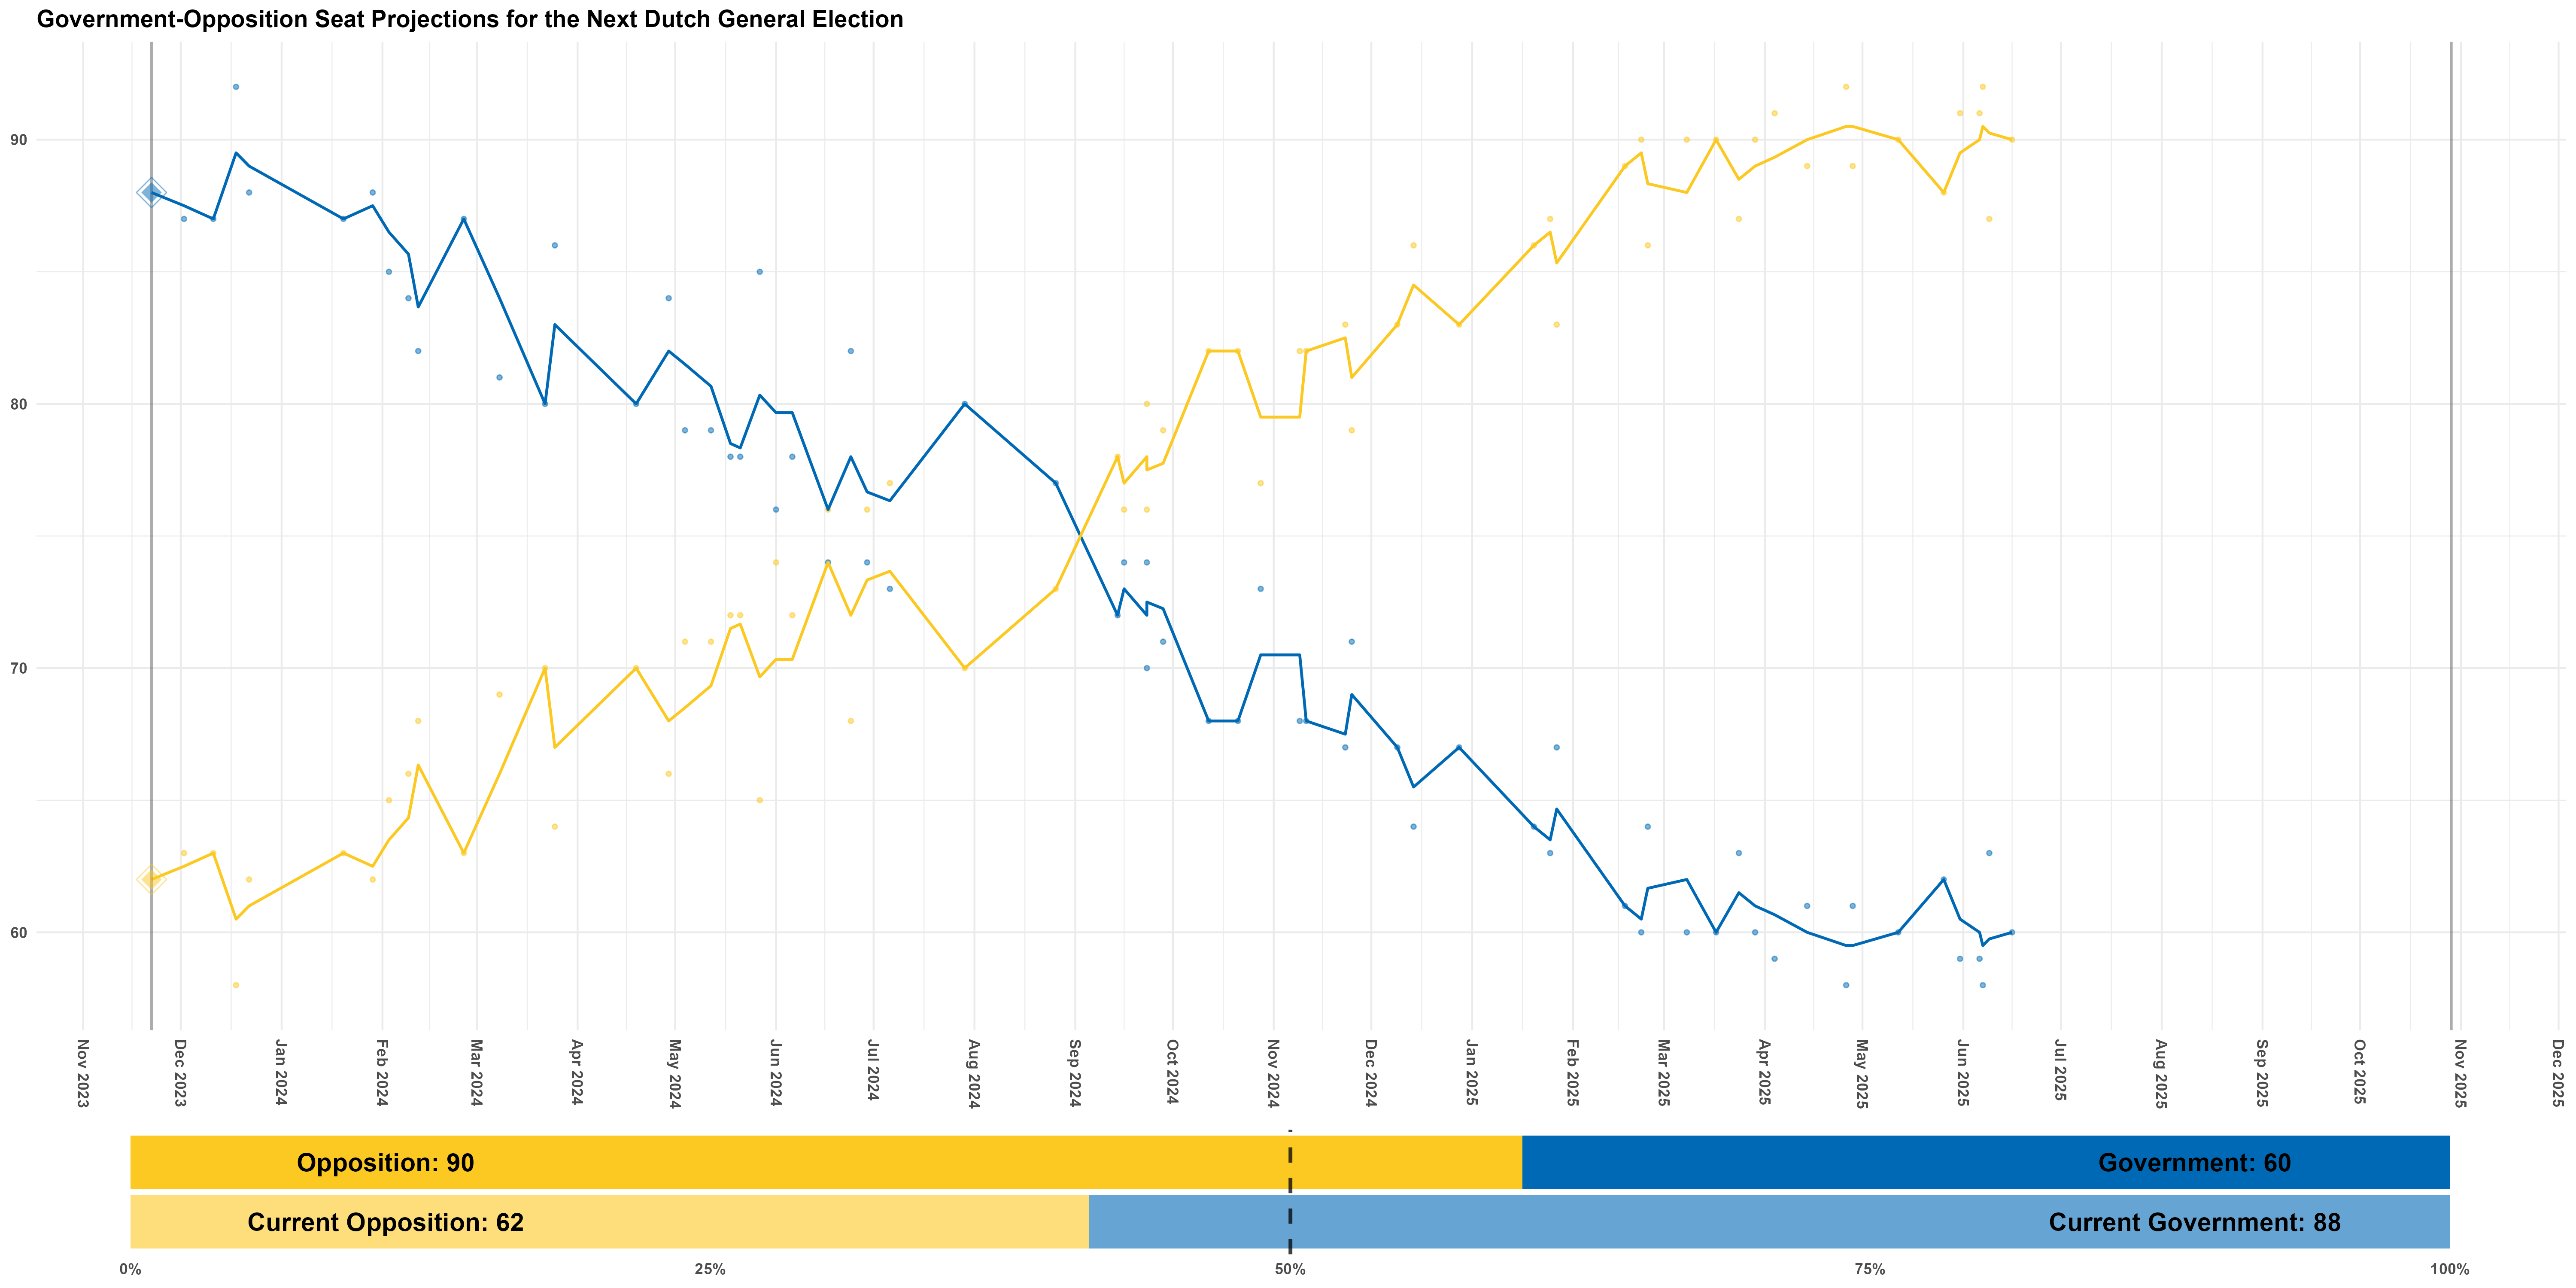 Government-Opposition Seat Projections for the Next Dutch General Election
90
80
70
60
Nov 2023
Dec 2023
Jan 2024
Feb 2024
Mar 2024
Apr 2024
May 2024
Jun 2024
Jul 2024
Aug 2024
Sep 2024
Oct 2024
Nov 2024
Dec 2024
Jan 2025
Feb 2025
Mar 2025
Apr 2025
May 2025
Jun 2025
Jul 2025
Aug 2025
Sep 2025
Oct 2025
Nov 2025
Dec 2025
Opposition: 90
Government: 60
Current Opposition: 62
Current Government: 88
0%
25%
50%
75%
100%